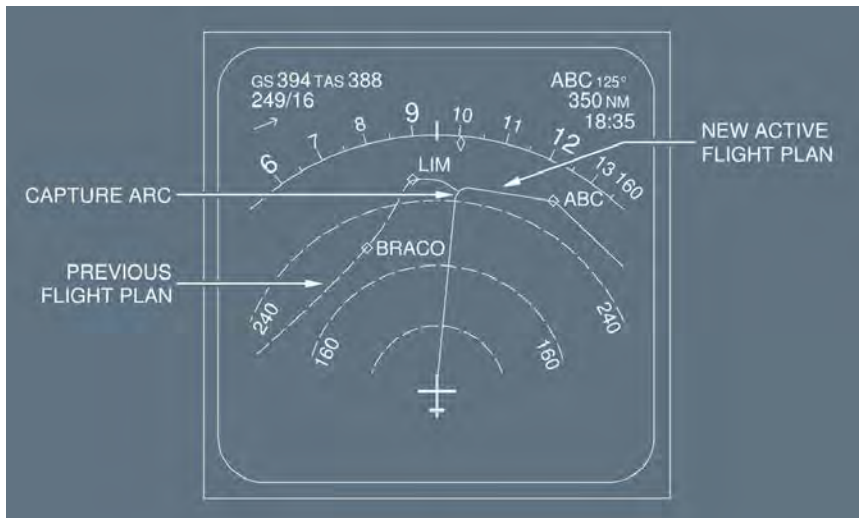 GS 394 TAS 388
249/16
ABC 125°
350 NM
18:35
6 7 8 9 10 11 12 13 160
NEW ACTIVE
FLIGHT PLAN
LIM
CAPTURE ARC
ABC
BRACO
PREVIOUS
FLIGHT PLAN
240
240
160
160